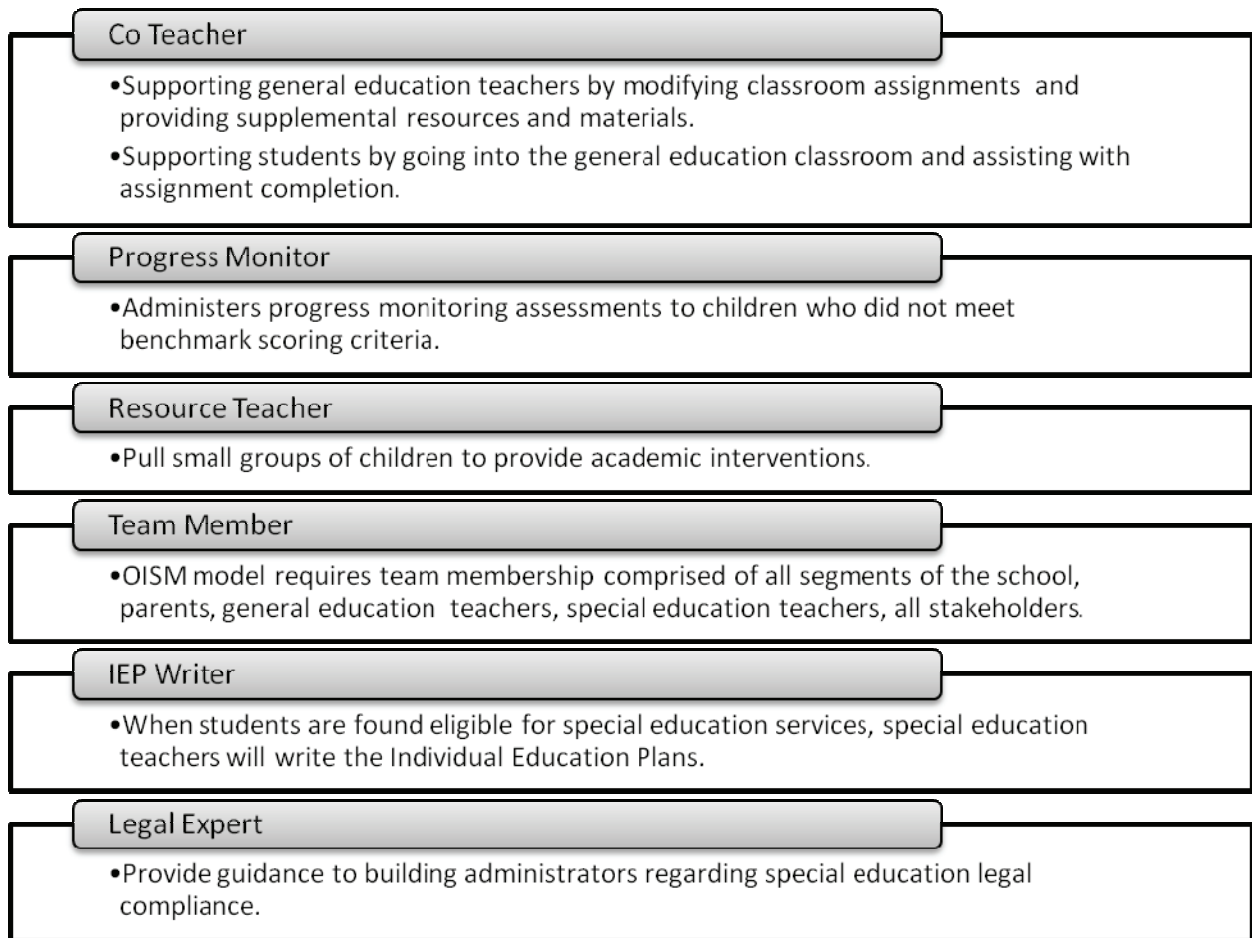 Co Teacher
•Supporting general education teachers by modifying classroom assignments and
providing supplemental resources and materials.
•Supporting students by going into the general education classroom and assisting with
assignment completion.
Progress Monitor
•Administers progress monitoring assessments to children who did not meet
benchmark scoring criteria.
Resource Teacher
•Pull small groups of children to provide academic interventions.
Team Member
•OISM model requires team membership comprised of all segments of the school,
parents, general education teachers, special education teachers, all stakeholders.
IEP Writer
•When students are found eligible for special education services, special education
teachers will write the Individual Education Plans.
Legal Expert
•Provide guidance to building administrators regarding special education legal
compliance.